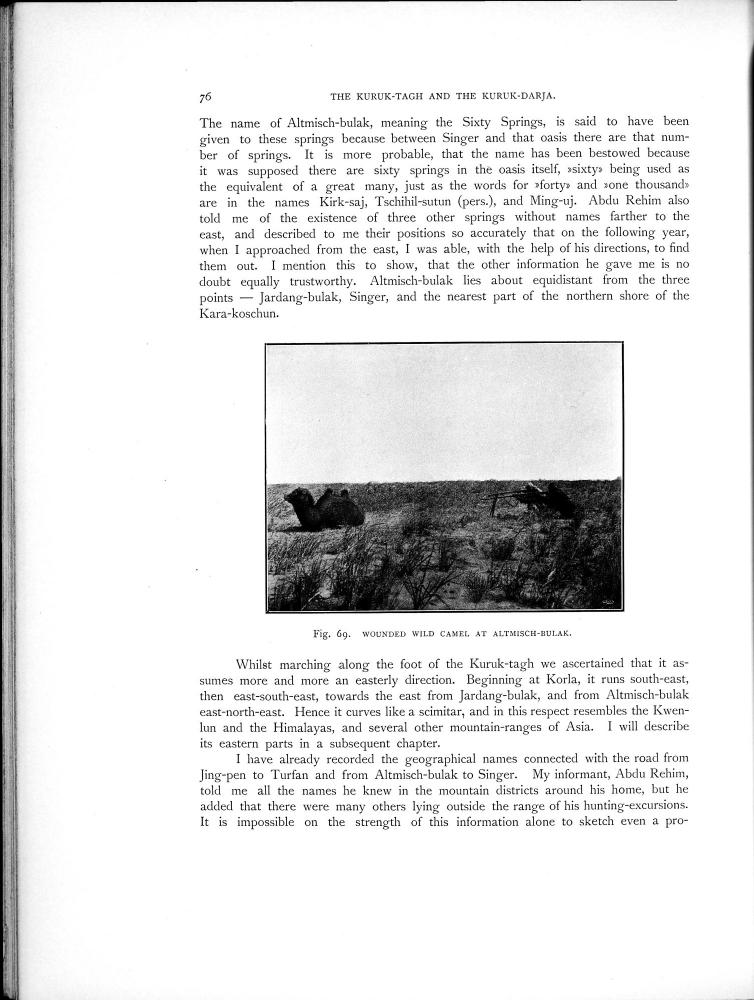 76
THE KURUK-TAGH AND THE KURUK-DARJA.
The name of Altmisch-bulak, meaning the Sixty Springs, is said to have been
given to these springs because between Singer and that oasis there are that num-
ber of springs. It is more probable, that the name has been bestowed because
it was supposed there are sixty springs in the oasis itself, »sixty» being used as
the equivalent of a great many, just as the words for »forty» and »one thousand»
are in the names Kirk-saj, Tschihil-sutun (pers.), and Ming-uj. Abdu Rehim also
told me of the existence of three other springs without names farther to the
east, and described to me their positions so accurately that on the following year,
when I approached from the east, I was able, with the help of his directions, to find
them out. I mention this to show, that the other information he gave me is no
doubt equally trustworthy. Altmisch-bulak lies about equidistant from the three
points — Jardang-bulak, Singer, and the nearest part of the northern shore of the
Kara-koschun.
Fig. 69. WOUNDED WILD CAMEL AT ALTMISCH-BULAK.
Whilst marching along the foot of the Kuruk-tagh we ascertained that it as-
sumes more and more an easterly direction. Beginning at Korla, it runs south-east,
then east-south-east, towards the east from Jardang-bulak, and from Altmisch-bulak
east-north-east. Hence it curves like a scimitar, and in this respect resembles the Kwen-
lun and the Himalayas, and several other mountain-ranges of Asia. I will describe
its eastern parts in a subsequent chapter.
I have already recorded the geographical names connected with the road from
Jing-pen to Turfan and from Altmisch-bulak to Singer. My informant, Abdu Rehim,
told me all the names he knew in the mountain districts around his home, but he
added that there were many others lying outside the range of his hunting-excursions.
It is impossible on the strength of this information alone to sketch even a pro-